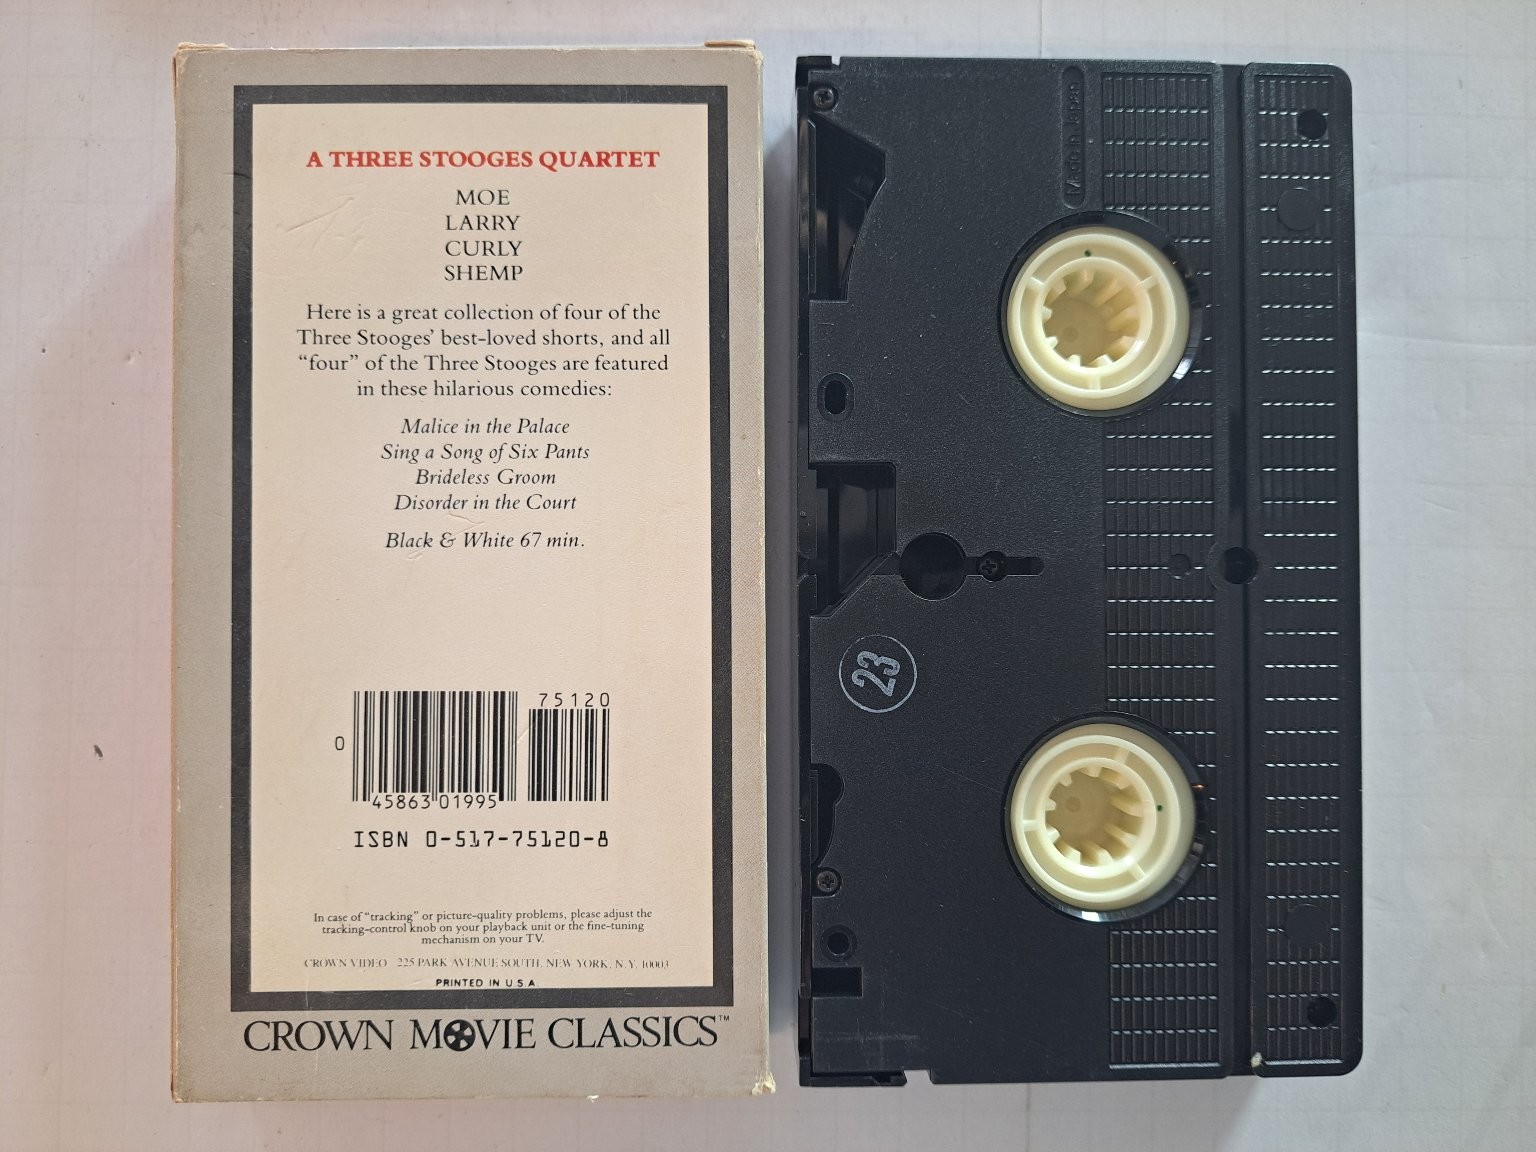 A THREE STOOGES QUARTET
MOE
LARRY
CURLY
SHEMP
Here is a great collection of four of the
Three Stooges' best-loved shorts, and all
“four” of the Three Stooges are featured
in these hilarious comedies:
Malice in the Palace
Sing a Song of Six Pants
Brideless Groom
Disorder in the Court
Black & White 67 min.
75120
0
45863 01995
ISBN 0-517-75120-8
In case of “tracking” or picture-quality problems, please adjust the
tracking-control knob on your playback unit or the fine-tuning
mechanism on your TV.
CROWN VIDEO 225 PARK AVENUE SOUTH, NEW YORK, N.Y. 10003
PRINTED IN U.S.A
CROWN MOVIE CLASSICS™
Made in Japan
23